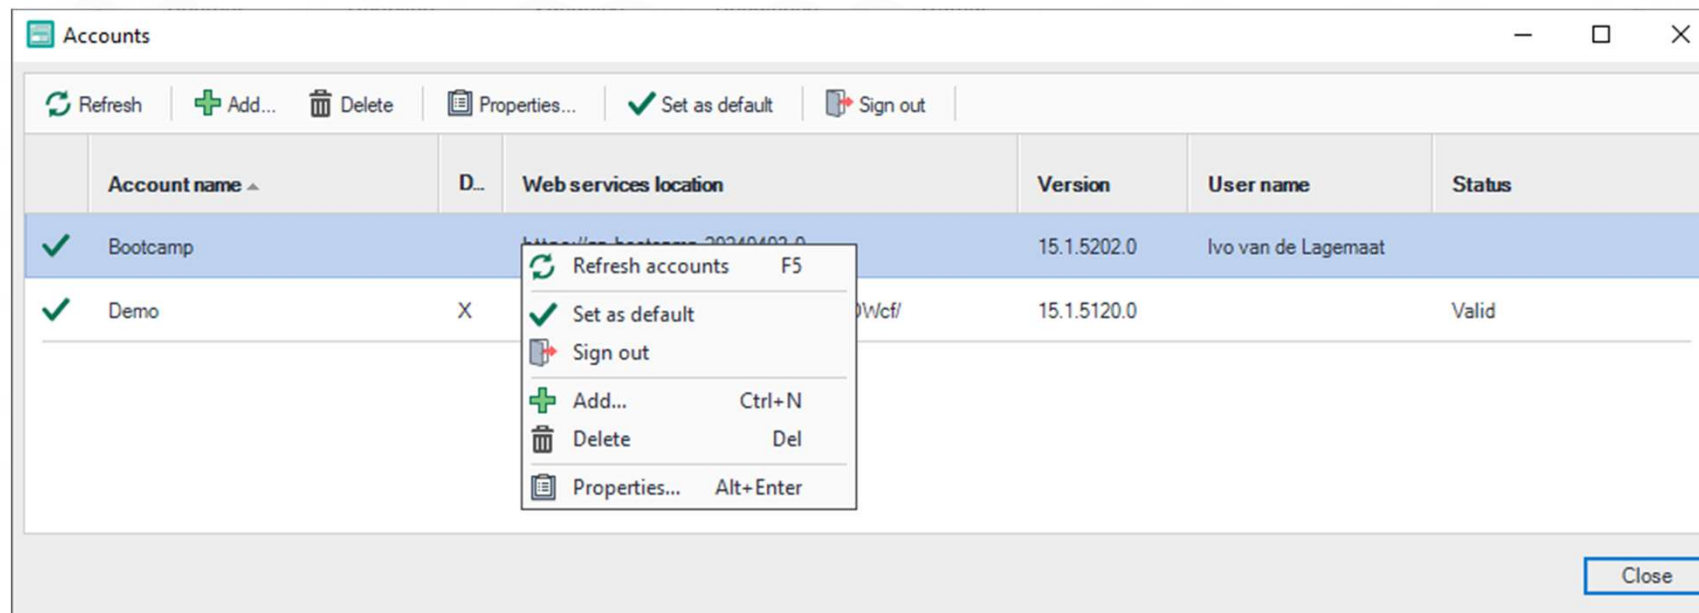 Accounts
Refresh Add... Delete Properties... Set as default Sign out
Account name D... Web services location Version User name Status
Bootcamp 15.1.5202.0 Ivo van de Lagemaat
Refresh accounts F5
Demo X Wcf/ 15.1.5120.0 Valid
Set as default
Sign out
Add... Ctrl+N
Delete Del
Properties... Alt+Enter
Close